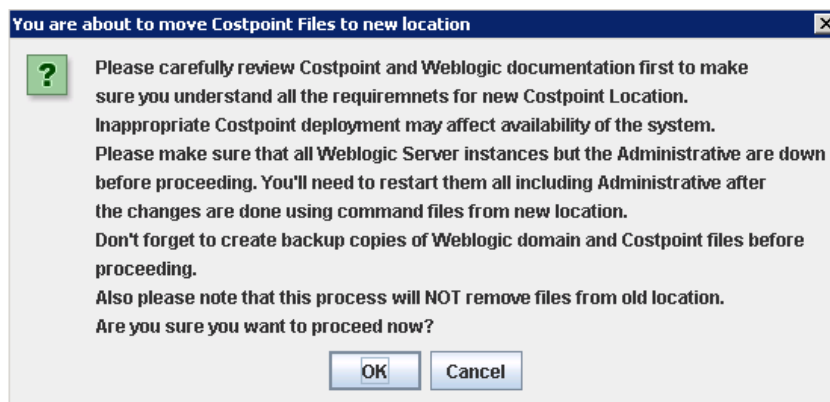 You are about to move Costpoint Files to new location
Please carefully review Costpoint and Weblogic documentation first to make
sure you understand all the requiremnets for new Costpoint Location.
Inappropriate Costpoint deployment may affect availability of the system.
Please make sure that all Weblogic Server instances but the Administrative are down
before proceeding. You'll need to restart them all including Administrative after
the changes are done using command files from new location.
Don't forget to create backup copies of Weblogic domain and Costpoint files before
proceeding.
Also please note that this process will NOT remove files from old location.
Are you sure you want to proceed now?
OK
Cancel